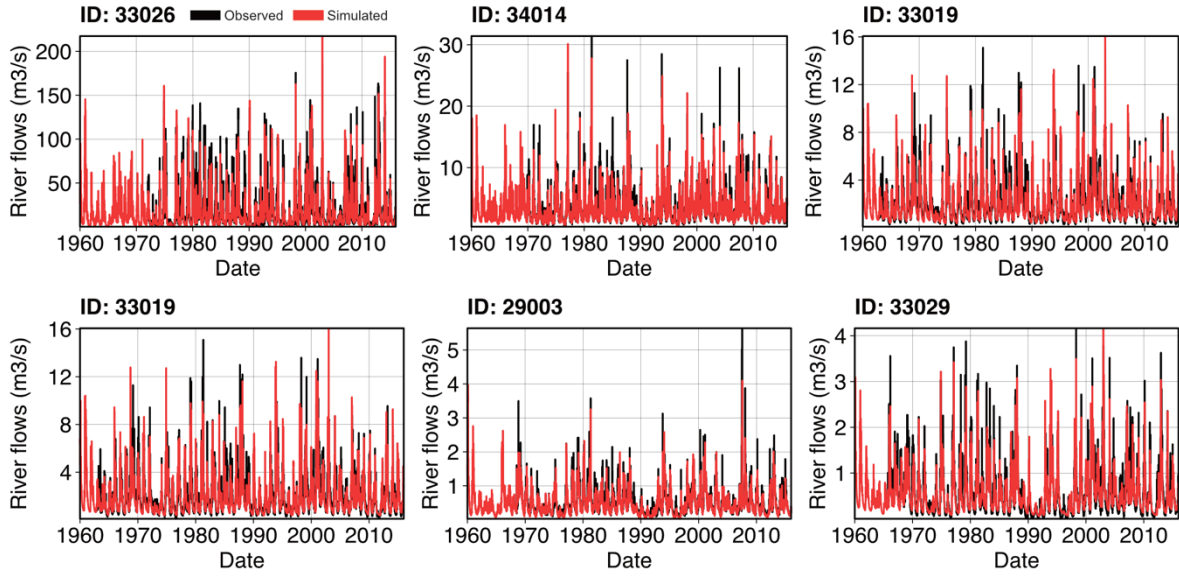 ID: 33026 Observed Simulated
River flows (m3/s)
200
150
100
50
1960 1970 1980 1990 2000 2010
Date
ID: 34014
River flows (m3/s)
30
20
10
1960 1970 1980 1990 2000 2010
Date
ID: 33019
River flows (m3/s)
16
12
8
4
1960 1970 1980 1990 2000 2010
Date
ID: 33019
River flows (m3/s)
16
12
8
4
1960 1970 1980 1990 2000 2010
Date
ID: 29003
River flows (m3/s)
5
4
3
2
1
1960 1970 1980 1990 2000 2010
Date
ID: 33029
River flows (m3/s)
4
3
2
1
1960 1970 1980 1990 2000 2010
Date